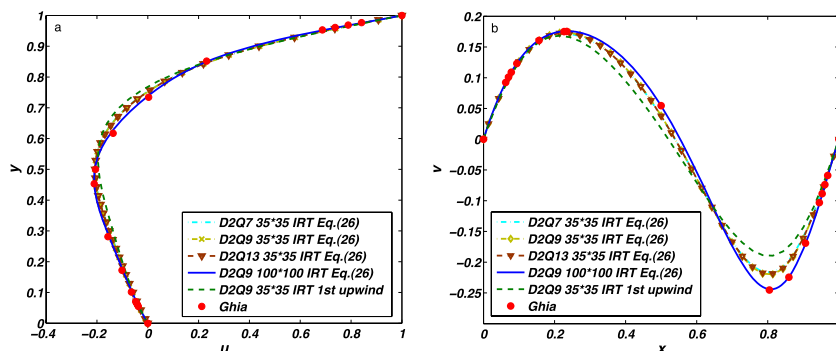 a
1
0.9
0.8
0.7
0.6
0.5
0.4
0.3
0.2
0.1
0
y
−0.4 −0.2 0 0.2 0.4 0.6 0.8 1
u
D2Q7 35*35 IRT Eq.(26)
D2Q9 35*35 IRT Eq.(26)
D2Q13 35*35 IRT Eq.(26)
D2Q9 100*100 IRT Eq.(26)
D2Q9 35*35 IRT 1st upwind
Ghia
b
0.2
0.15
0.1
0.05
0
−0.05
−0.1
−0.15
−0.2
−0.25
v
0 0.2 0.4 0.6 0.8
x
D2Q7 35*35 IRT Eq.(26)
D2Q9 35*35 IRT Eq.(26)
D2Q13 35*35 IRT Eq.(26)
D2Q9 100*100 IRT Eq.(26)
D2Q9 35*35 IRT 1st upwind
Ghia